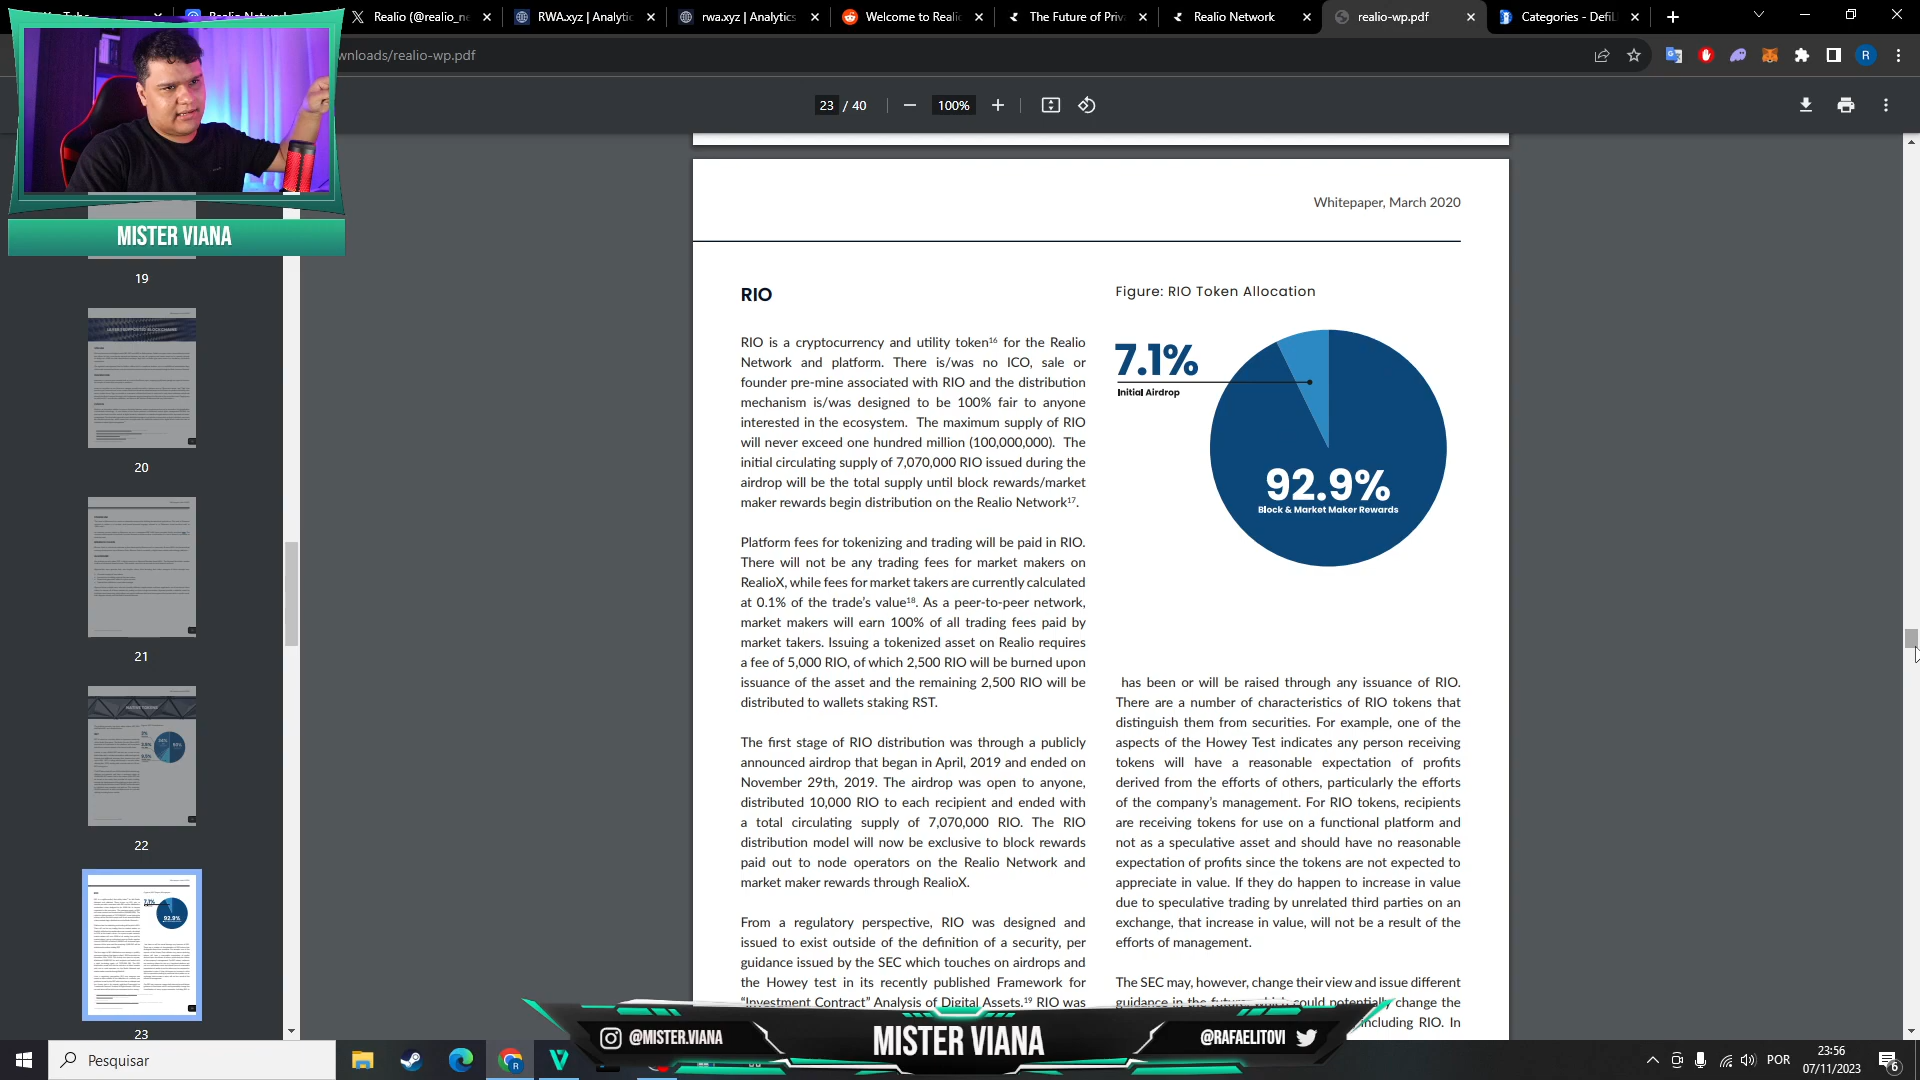 Realio (@realio_ne
RWA.xyz | Analytic
rwa.xyz | Analytics
Welcome to Realio
The Future of Priv
Realio Network
realio-wp.pdf
Categories - DefiL
wnloads/realio-wp.pdf
R
23 / 40
100%
MISTER VIANA
19
20
21
22
23
Whitepaper, March 2020
RIO
RIO is a cryptocurrency and utility token¹⁶ for the Realio
Network and platform. There is/was no ICO, sale or
founder pre-mine associated with RIO and the distribution
mechanism is/was designed to be 100% fair to anyone
interested in the ecosystem. The maximum supply of RIO
will never exceed one hundred million (100,000,000). The
initial circulating supply of 7,070,000 RIO issued during the
airdrop will be the total supply until block rewards/market
maker rewards begin distribution on the Realio Network¹⁷.
Platform fees for tokenizing and trading will be paid in RIO.
There will not be any trading fees for market makers on
RealioX, while fees for market takers are currently calculated
at 0.1% of the trade's value¹⁸. As a peer-to-peer network,
market makers will earn 100% of all trading fees paid by
market takers. Issuing a tokenized asset on Realio requires
a fee of 5,000 RIO, of which 2,500 RIO will be burned upon
issuance of the asset and the remaining 2,500 RIO will be
distributed to wallets staking RST.
The first stage of RIO distribution was through a publicly
announced airdrop that began in April, 2019 and ended on
November 29th, 2019. The airdrop was open to anyone,
distributed 10,000 RIO to each recipient and ended with
a total circulating supply of 7,070,000 RIO. The RIO
distribution model will now be exclusive to block rewards
paid out to node operators on the Realio Network and
market maker rewards through RealioX.
From a regulatory perspective, RIO was designed and
issued to exist outside of the definition of a security, per
guidance issued by the SEC which touches on airdrops and
the Howey test in its recently published Framework for
"Investment Contract" Analysis of Digital Assets.¹⁹ RIO was
Figure: RIO Token Allocation
7.1%
Initial Airdrop
92.9%
Block & Market Maker Rewards
has been or will be raised through any issuance of RIO.
There are a number of characteristics of RIO tokens that
distinguish them from securities. For example, one of the
aspects of the Howey Test indicates any person receiving
tokens will have a reasonable expectation of profits
derived from the efforts of others, particularly the efforts
of the company's management. For RIO tokens, recipients
are receiving tokens for use on a functional platform and
not as a speculative asset and should have no reasonable
expectation of profits since the tokens are not expected to
appreciate in value. If they do happen to increase in value
due to speculative trading by unrelated third parties on an
exchange, that increase in value, will not be a result of the
efforts of management.
The SEC may, however, change their view and issue different
guidance in the future, which could potentially change the
including RIO. In
@MISTER.VIANA
MISTER VIANA
@RAFAELITOVI
Pesquisar
POR
23:56
07/11/2023
6